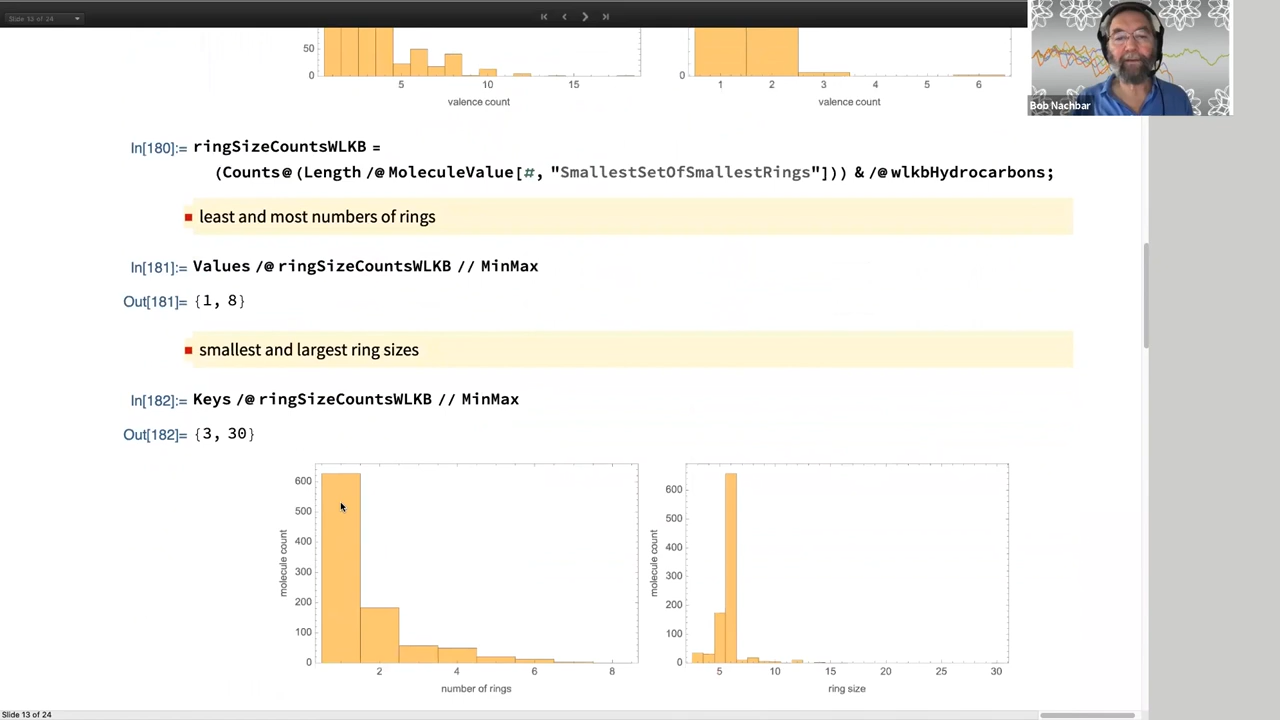 Slide 13 of 24
Bob Nachbar
50
0
5
10
15
valence count
0
1
2
3
4
5
6
valence count
In[180]:= ringSizeCountsWLKB =
(Counts@(Length /@ MoleculeValue[#, "SmallestSetOfSmallestRings"])) & /@ wlkbHydrocarbons;
least and most numbers of rings
In[181]:= Values /@ ringSizeCountsWLKB // MinMax
Out[181]= {1, 8}
smallest and largest ring sizes
In[182]:= Keys /@ ringSizeCountsWLKB // MinMax
Out[182]= {3, 30}
600
500
400
300
200
100
0
molecule count
2
4
6
8
number of rings
600
500
400
300
200
100
0
molecule count
5
10
15
20
25
30
ring size
Slide 13 of 24